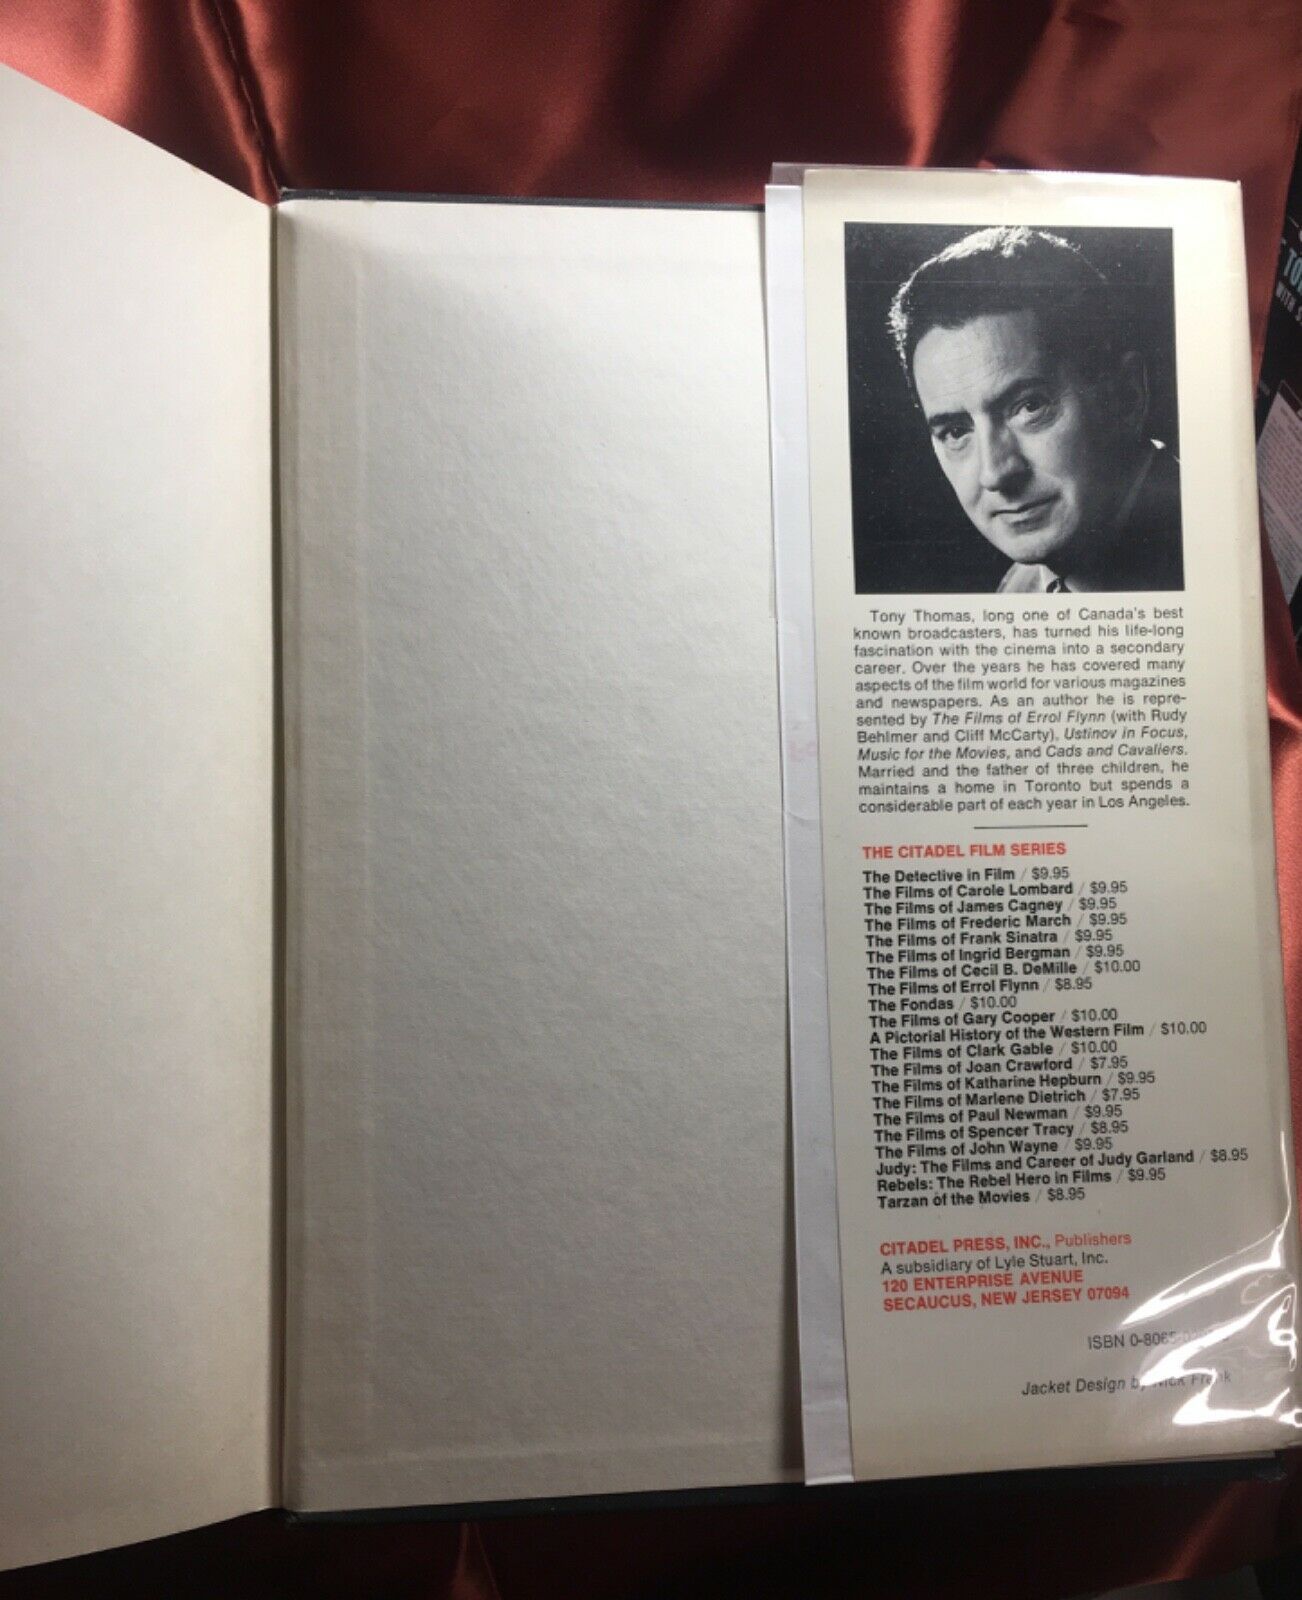 Tony Thomas, long one of Canada's best
known broadcasters, has turned his life-long
fascination with the cinema into a secondary
career. Over the years he has covered many
aspects of the film world for various magazines
and newspapers. As an author he is repre-
sented by The Films of Errol Flynn (with Rudy
Behlmer and Cliff McCarty), Ustinov in Focus,
Music for the Movies, and Cads and Cavaliers.
Married and the father of three children, he
maintains a home in Toronto but spends a
considerable part of each year in Los Angeles.
THE CITADEL FILM SERIES
The Detective in Film / $9.95
The Films of Carole Lombard / $9.95
The Films of James Cagney / $9.95
The Films of Frederic March / $9.95
The Films of Frank Sinatra / $9.95
The Films of Ingrid Bergman / $9.95
The Films of Cecil B. DeMille / $10.00
The Films of Errol Flynn / $8.95
The Fondas / $10.00
The Films of Gary Cooper / $10.00
A Pictorial History of the Western Film / $10.00
The Films of Clark Gable / $10.00
The Films of Joan Crawford / $7.95
The Films of Katharine Hepburn / $9.95
The Films of Marlene Dietrich / $7.95
The Films of Paul Newman / $9.95
The Films of Spencer Tracy / $8.95
The Films of John Wayne / $9.95
Judy: The Films and Career of Judy Garland / $8.95
Rebels: The Rebel Hero in Films / $9.95
Tarzan of the Movies / $8.95
CITADEL PRESS, INC., Publishers
A subsidiary of Lyle Stuart, Inc.
120 ENTERPRISE AVENUE
SECAUCUS, NEW JERSEY 07094
ISBN
Jacket Design by Nick Frank
WITH